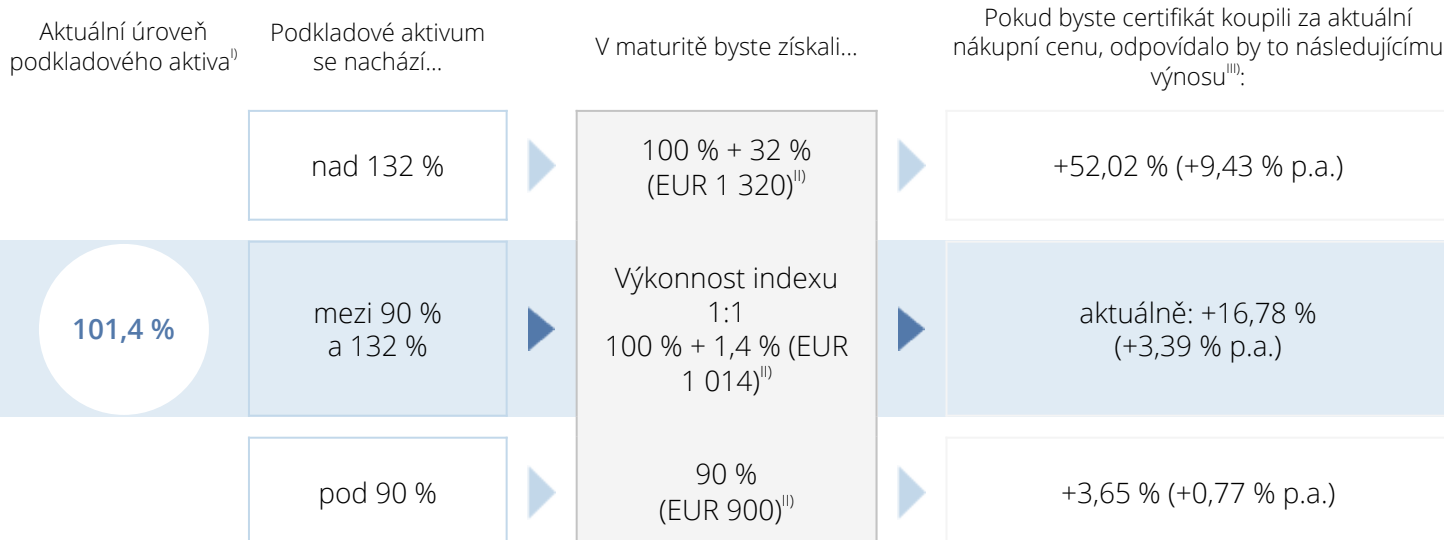 Aktuální úroveň
podkladového aktiva^I)
Podkladové aktivum
se nachází...
V maturitě byste získali...
Pokud byste certifikát koupili za aktuální
nákupní cenu, odpovídalo by to následujícímu
výnosu^III):
nad 132 %
100 % + 32 %
(EUR 1 320)^II)
+52,02 % (+9,43 % p.a.)
101,4 %
mezi 90 %
a 132 %
Výkonnost indexu
1:1
100 % + 1,4 % (EUR
1 014)^II)
aktuálně: +16,78 %
(+3,39 % p.a.)
pod 90 %
90 %
(EUR 900)^II)
+3,65 % (+0,77 % p.a.)